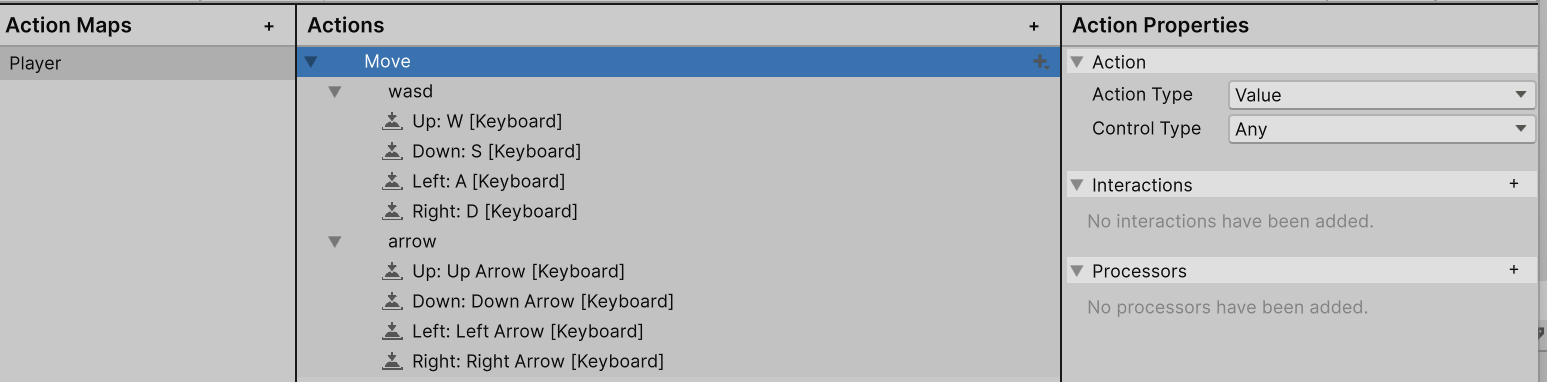 Action Maps +
Player
Actions +
Move
wasd
Up: W [Keyboard]
Down: S [Keyboard]
Left: A [Keyboard]
Right: D [Keyboard]
arrow
Up: Up Arrow [Keyboard]
Down: Down Arrow [Keyboard]
Left: Left Arrow [Keyboard]
Right: Right Arrow [Keyboard]
Action Properties
Action
Action Type Value
Control Type Any
Interactions +
No interactions have been added.
Processors +
No processors have been added.